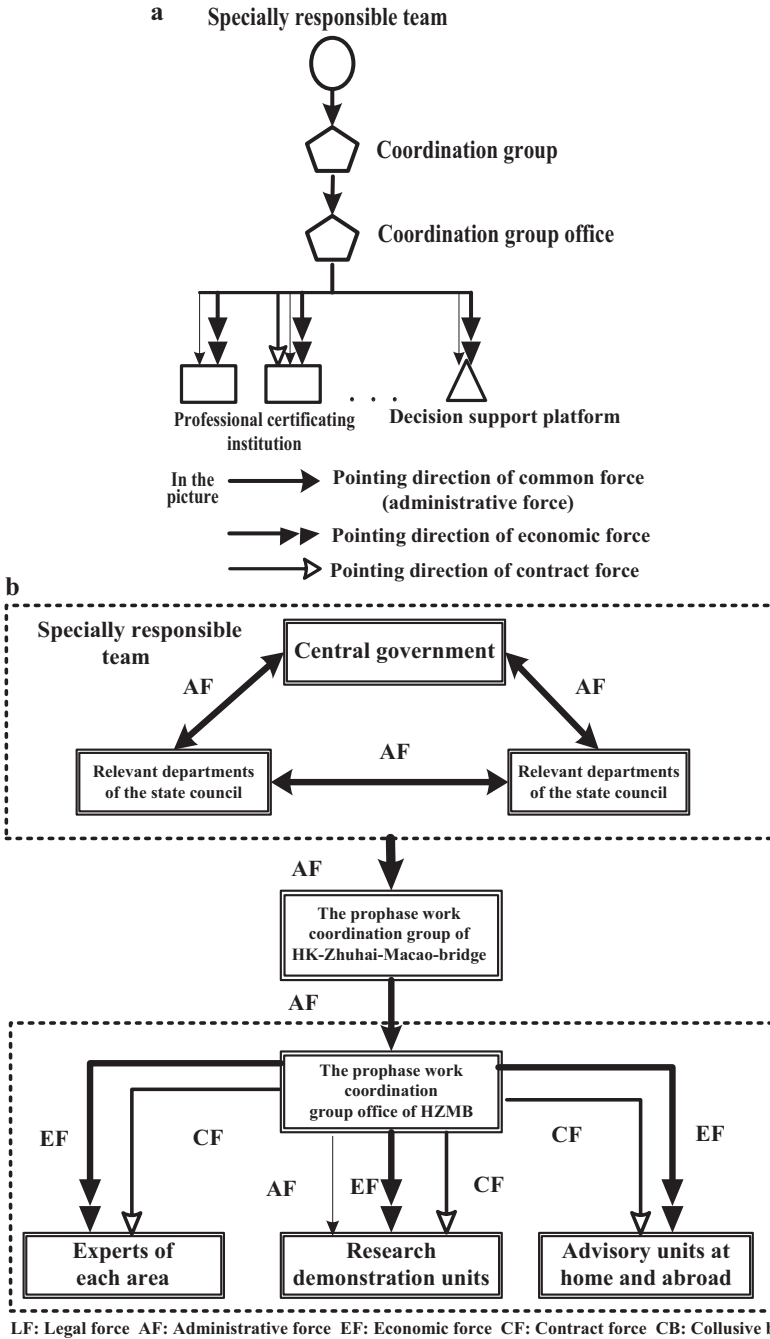 a
Specially responsible team
Coordination group
Coordination group office
. . .
Professional certificating
institution
Decision support platform
In the
picture
Pointing direction of common force
(administrative force)
Pointing direction of economic force
Pointing direction of contract force
b
Specially responsible
team
Central government
AF
AF
AF
Relevant departments
of the state council
Relevant departments
of the state council
AF
The prophase work
coordination group of
HK-Zhuhai-Macao-bridge
AF
The prophase work
coordination
group office of HZMB
EF
CF
AF
EF
CF
CF
EF
Experts of
each area
Research
demonstration units
Advisory units at
home and abroad
LF: Legal force AF: Administrative force EF: Economic force CF: Contract force CB: Collusive